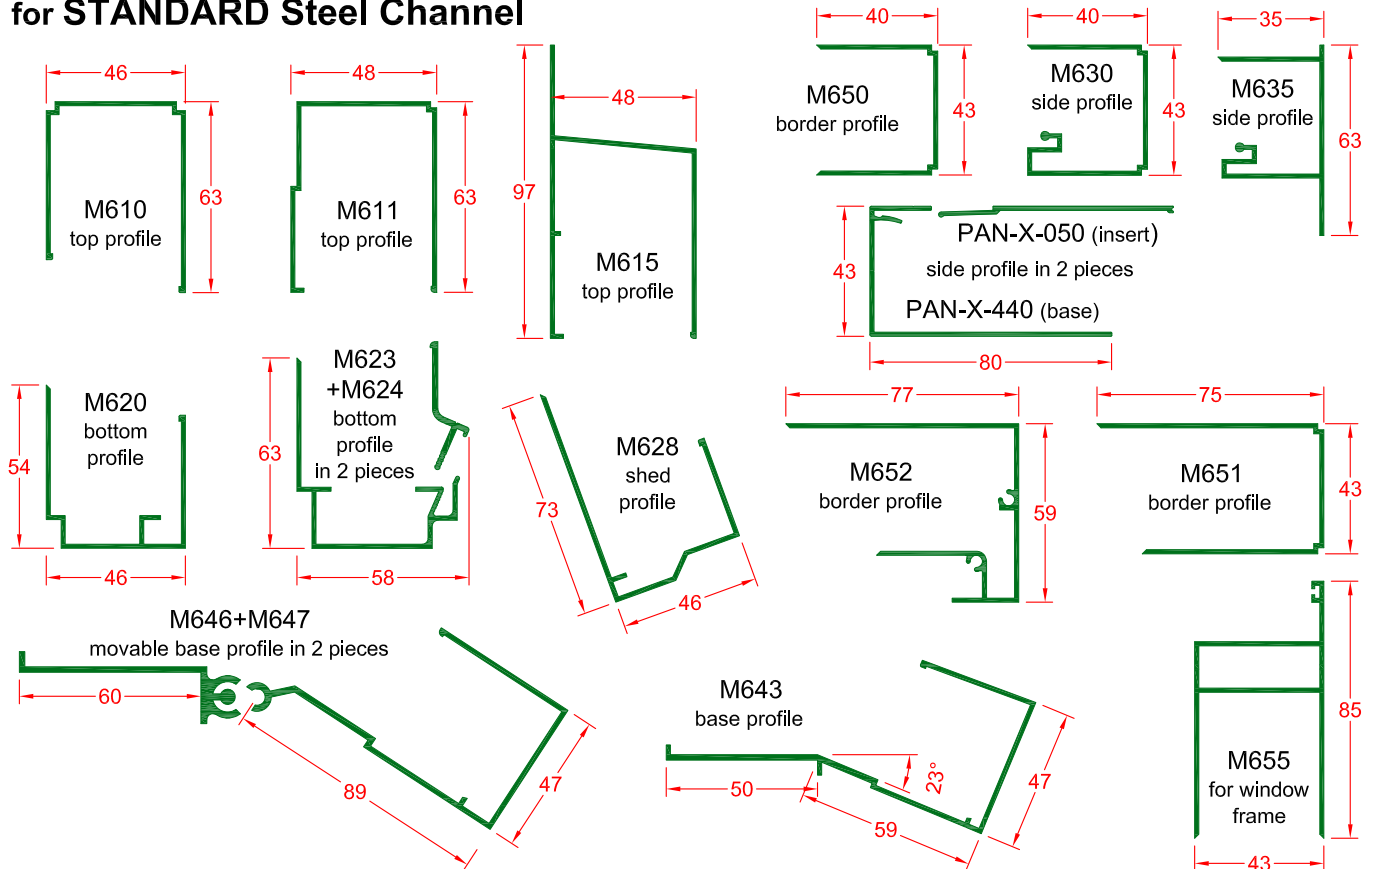 for STANDARD Steel Channel
46
63
M610
top profile
48
63
M611
top profile
97
48
M615
top profile
40
43
M650
border profile
40
43
M630
side profile
35
63
M635
side profile
43
PAN-X-050 (insert)
side profile in 2 pieces
PAN-X-440 (base)
80
54
M620
bottom
profile
46
63
M623
+M624
bottom
profile
in 2 pieces
58
73
M628
shed
profile
46
77
M652
border profile
59
75
M651
border profile
43
M646+M647
movable base profile in 2 pieces
60
89
47
M643
base profile
50
23°
59
47
85
M655
for window
frame
43